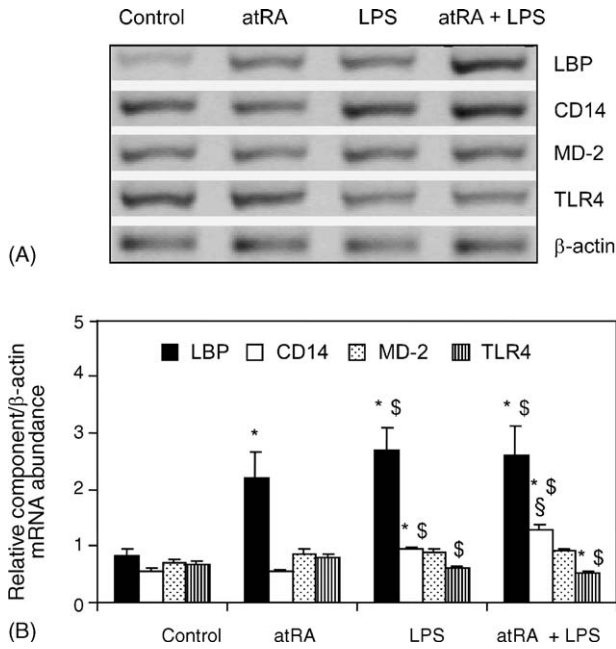 Control atRA LPS atRA + LPS
LBP
CD14
MD-2
TLR4
β-actin
(A)
5
4
3
2
1
0
Relative component/β-actin
mRNA abundance
LBP CD14 MD-2 TLR4
*
* $
* $
* $
* $
§
$
* $
Control atRA LPS atRA + LPS
(B)